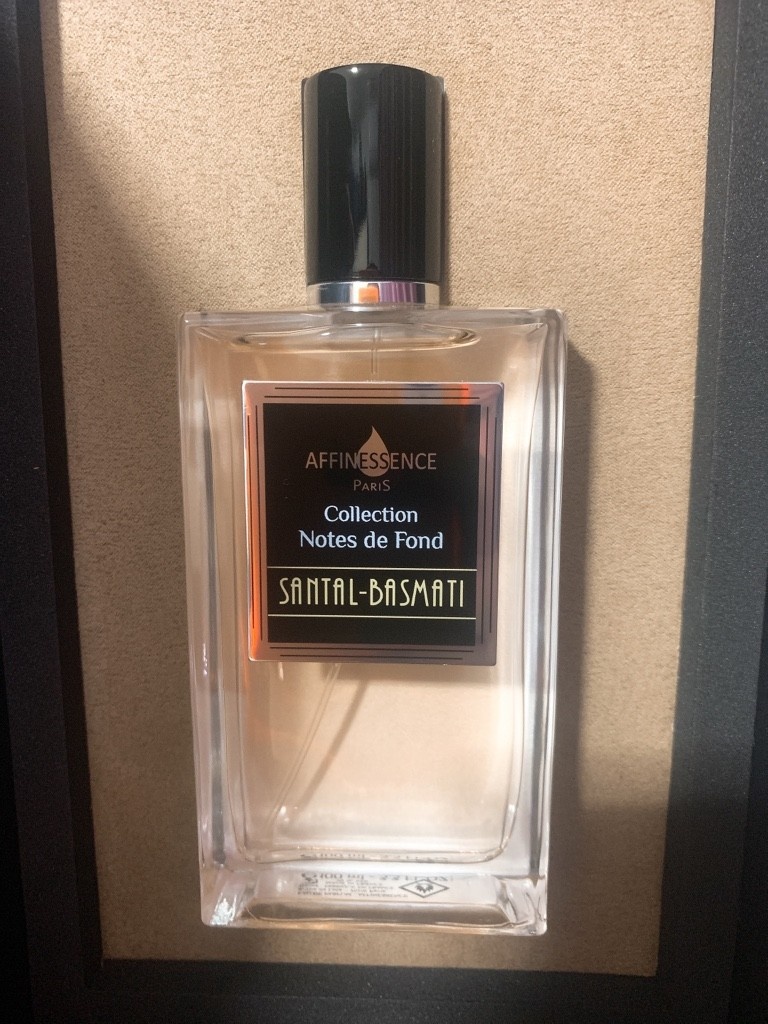 AFFINESSENCE
PARIS
Collection
Notes de Fond
SANTAL-BASMATI